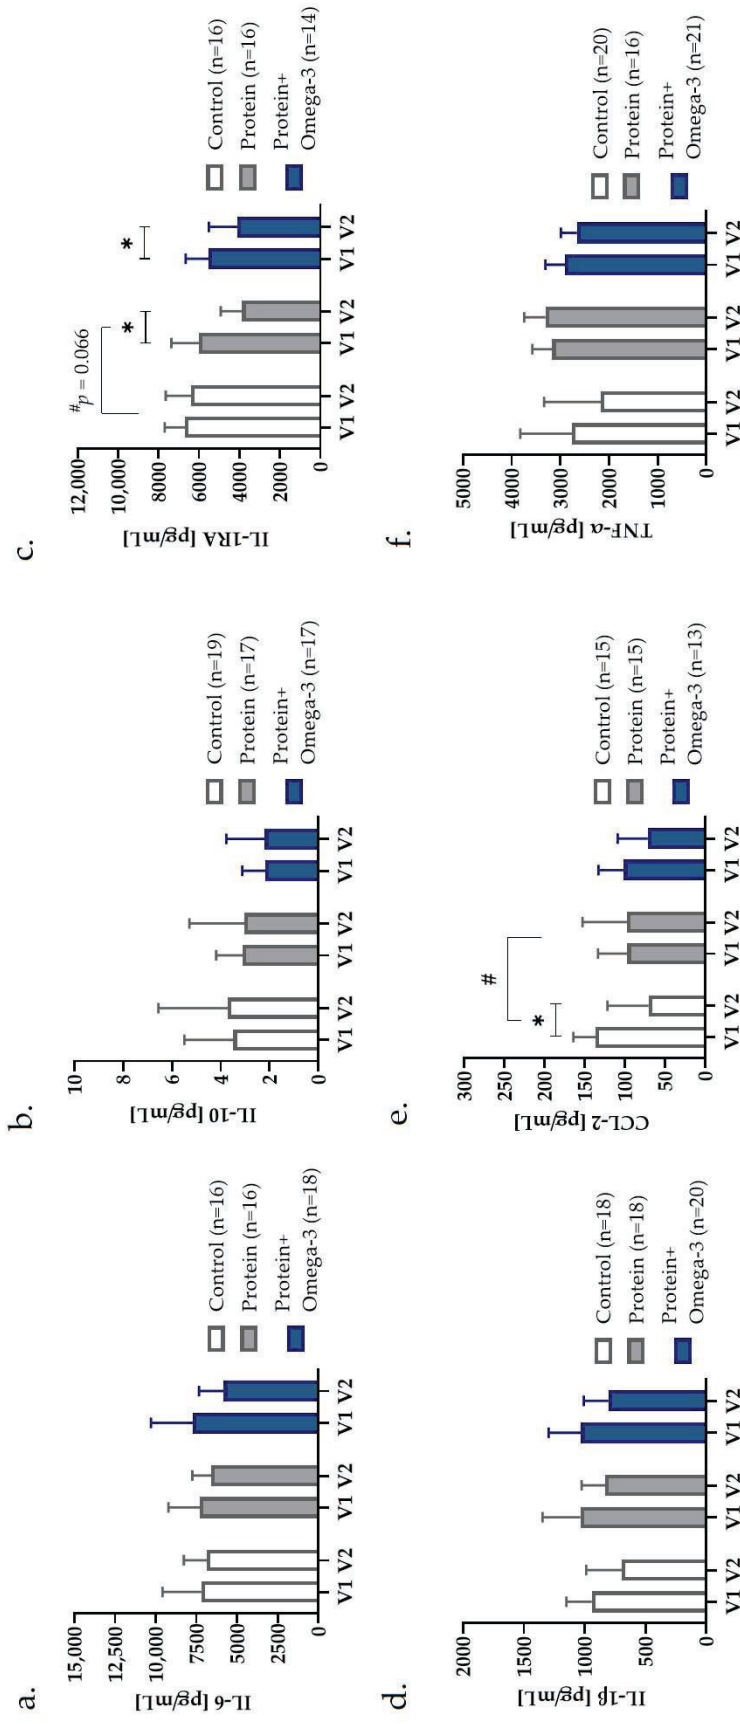 a.
IL-6 [pg/mL]
15,000
12,500
10,000
7500
5000
2500
0
V1 V2 V1 V2 V1 V2
Control (n=16)
Protein (n=16)
Protein+
Omega-3 (n=18)
b.
IL-10 [pg/mL]
10
8
6
4
2
0
V1 V2 V1 V2 V1 V2
Control (n=19)
Protein (n=17)
Protein+
Omega-3 (n=17)
c.
IL-1RA [pg/mL]
12,000
10,000
8000
6000
4000
2000
0
#p = 0.066
*
*
V1 V2 V1 V2 V1 V2
Control (n=16)
Protein (n=16)
Protein+
Omega-3 (n=14)
d.
IL-1β [pg/mL]
2000
1500
1000
500
0
V1 V2 V1 V2 V1 V2
Control (n=18)
Protein (n=18)
Protein+
Omega-3 (n=20)
e.
CCL-2 [pg/mL]
300
250
200
150
100
50
0
#
*
V1 V2 V1 V2 V1 V2
Control (n=15)
Protein (n=15)
Protein+
Omega-3 (n=13)
f.
TNF-α [pg/mL]
5000
4000
3000
2000
1000
0
V1 V2 V1 V2 V1 V2
Control (n=20)
Protein (n=16)
Protein+
Omega-3 (n=21)